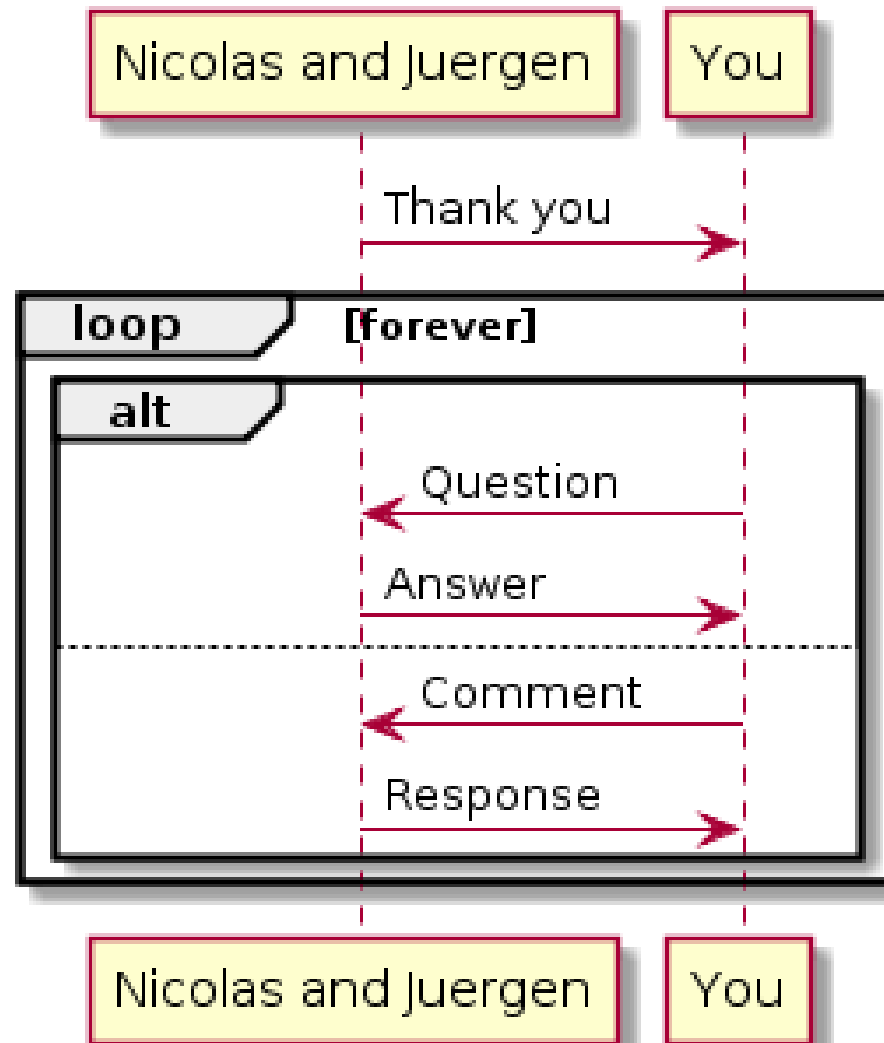 Nicolas and Juergen
You
Thank you
loop
[forever]
alt
Question
Answer
Comment
Response
Nicolas and Juergen
You